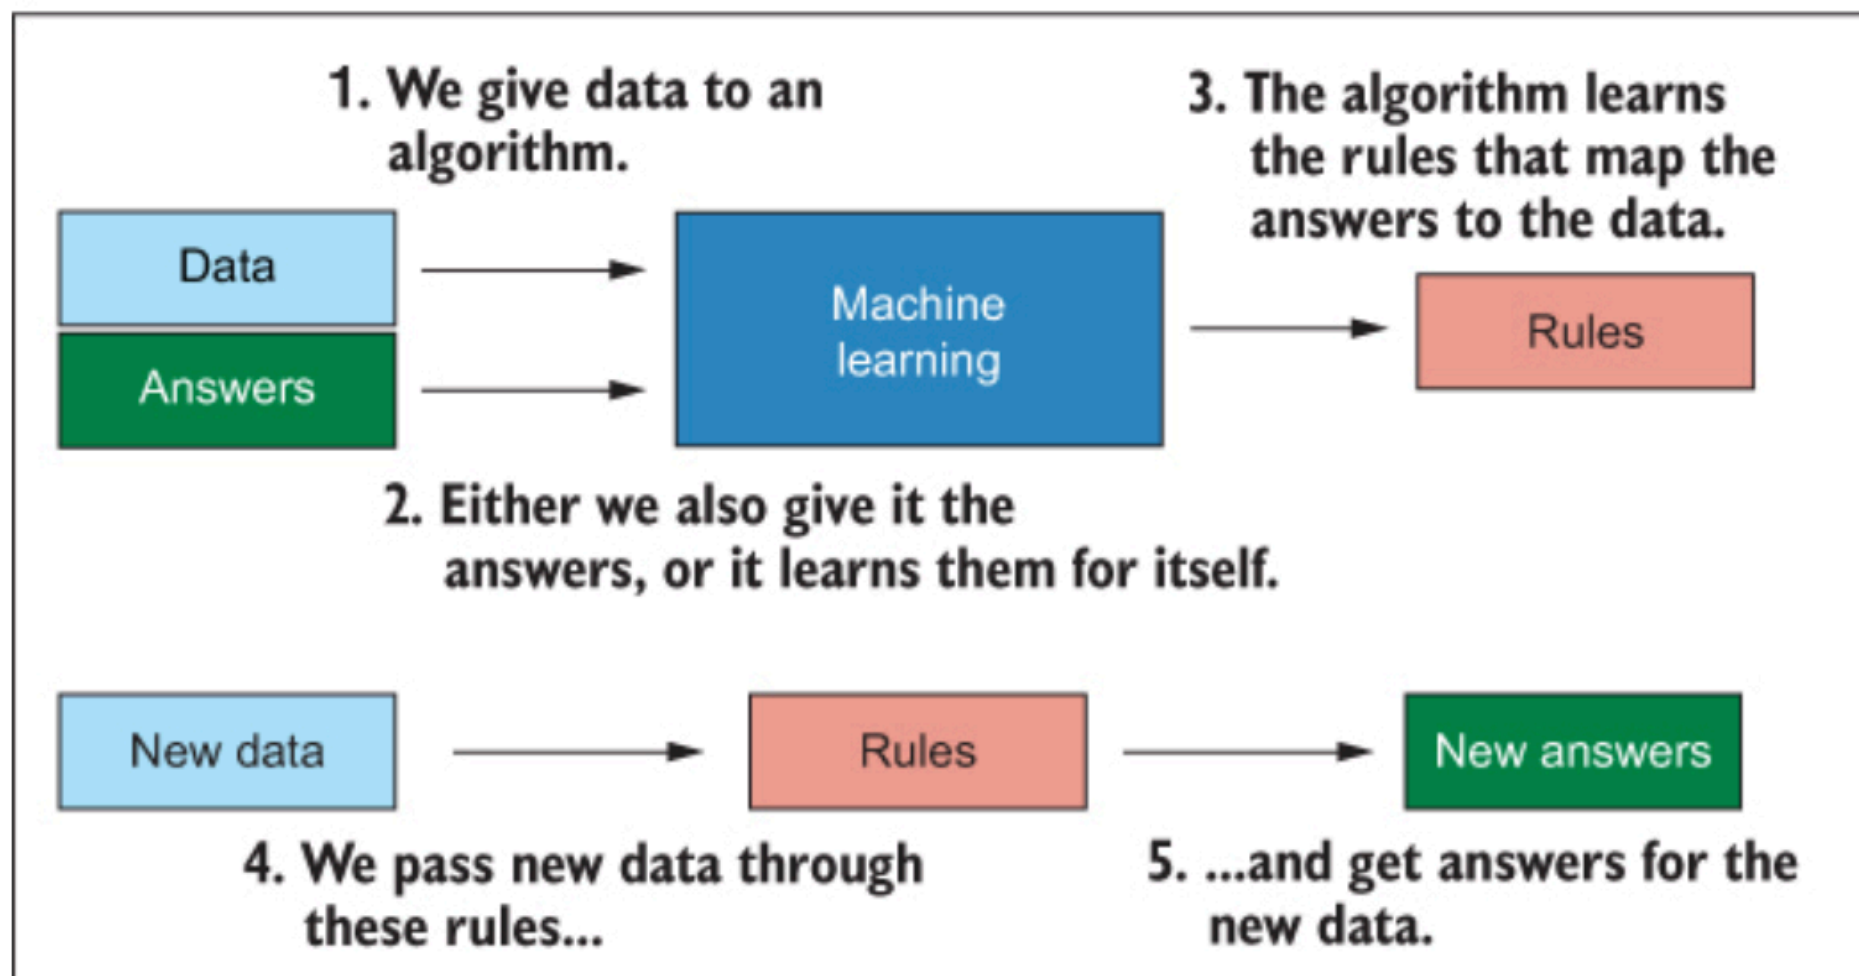 1. We give data to an
algorithm.
3. The algorithm learns
the rules that map the
answers to the data.
Data
Answers
Machine
learning
Rules
2. Either we also give it the
answers, or it learns them for itself.
New data
Rules
New answers
4. We pass new data through
these rules...
5. ...and get answers for the
new data.